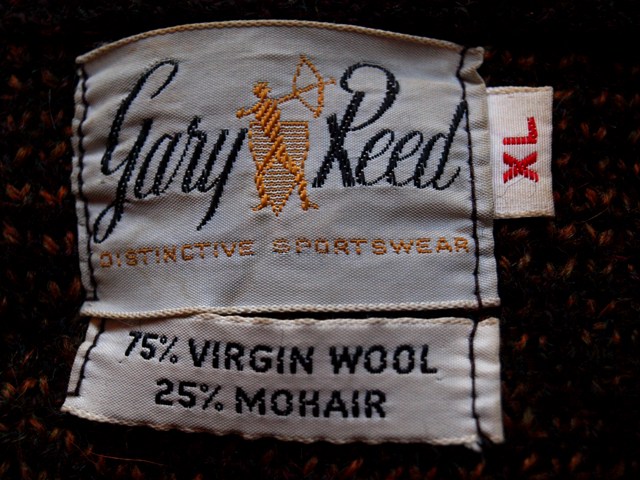 Gary Reed
XL
DISTINCTIVE SPORTSWEAR
75% VIRGIN WOOL
25% MOHAIR